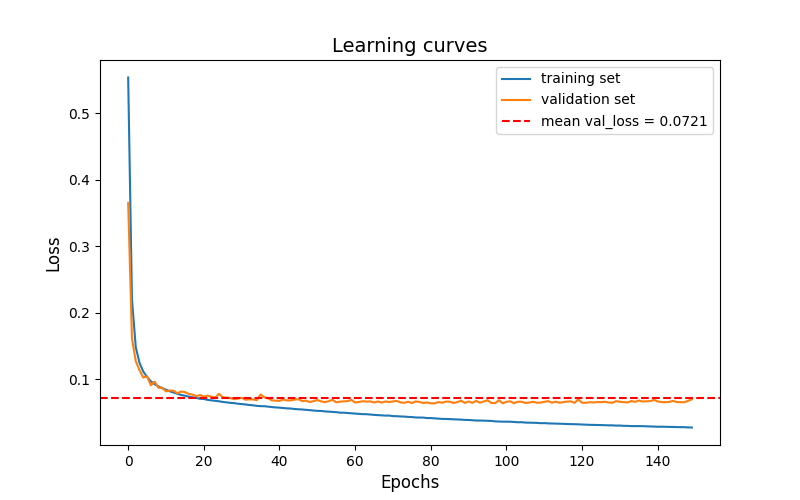 Learning curves
training set
validation set
mean val_loss = 0.0721
Loss
0.5
0.4
0.3
0.2
0.1
0 20 40 60 80 100 120 140
Epochs